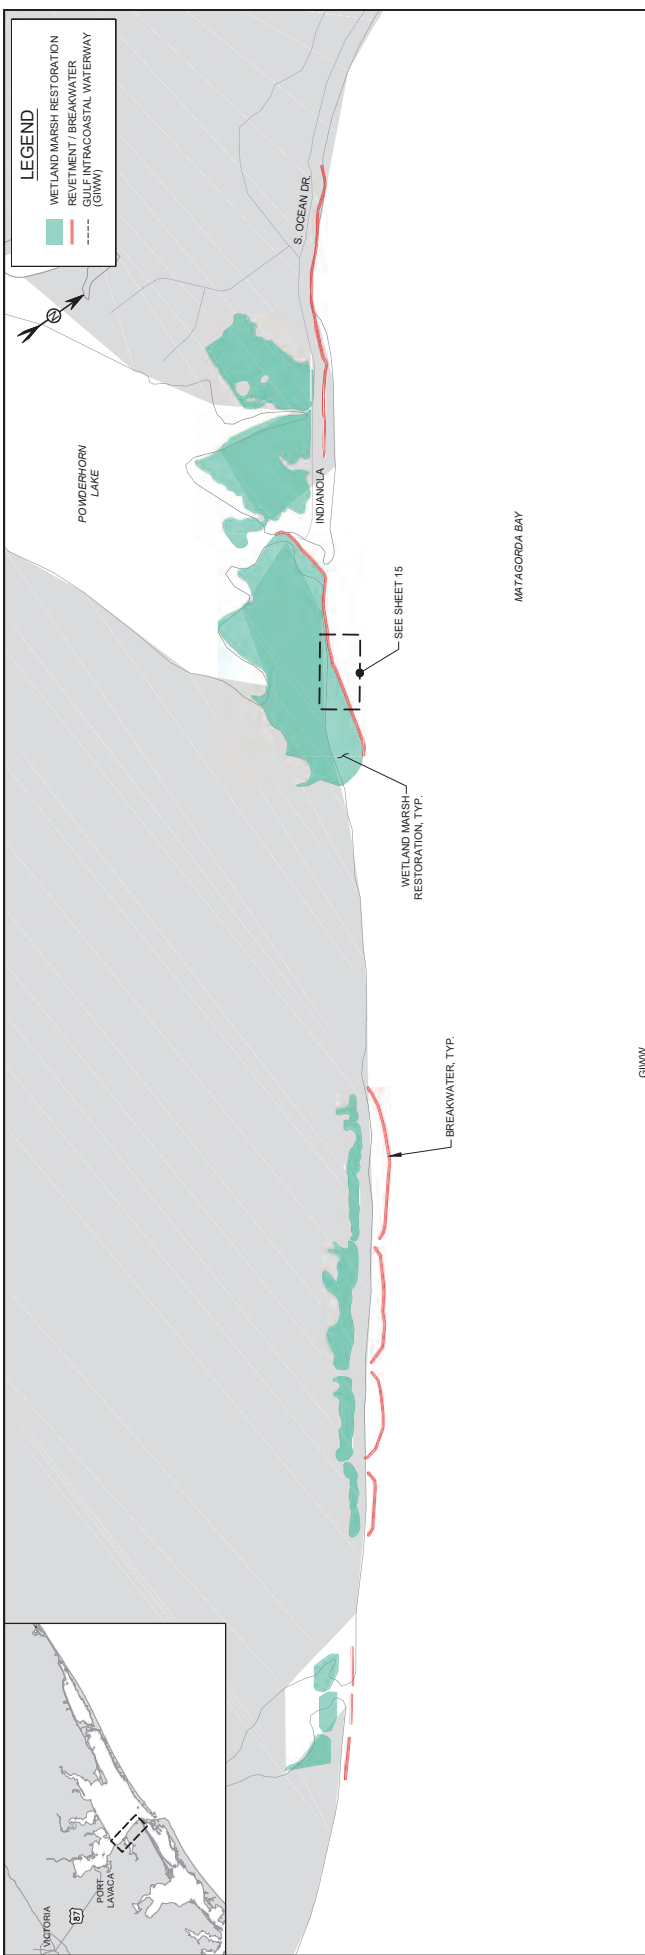 LEGEND
WETLAND MARSH RESTORATION
REVETMENT / BREAKWATER
GULF INTRACOASTAL WATERWAY
(GIWW)
N
POWDERHORN
LAKE
S. OCEAN DR.
INDIANOLA
MATAGORDA BAY
SEE SHEET 15
WETLAND MARSH
RESTORATION, TYP.
BREAKWATER, TYP.
GIWW
VICTORIA
87
PORT
LAVACA